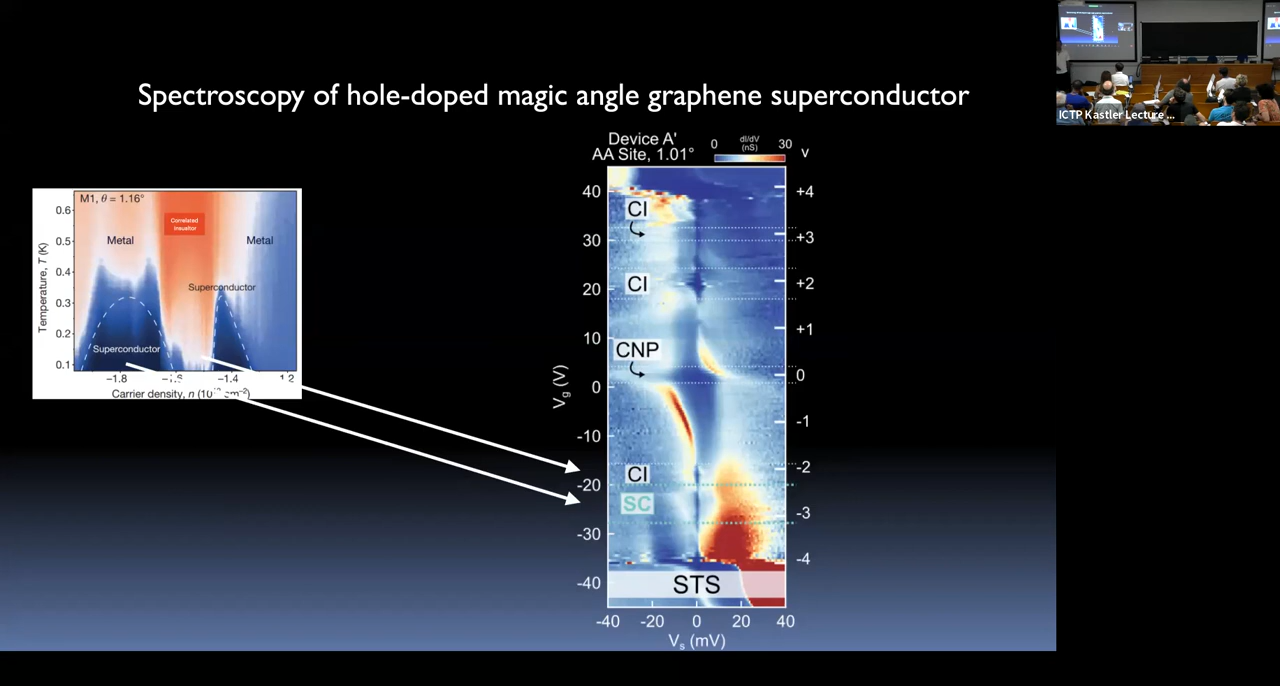 Spectroscopy of hole-doped magic angle graphene superconductor
ICTP Kastler Lecture ...
M1, θ = 1.16°
Correlated
Insulator
Metal
Metal
Superconductor
Superconductor
Temperature, T (K)
0.6
0.5
0.4
0.3
0.2
0.1
−1.8
−1.4
Carrier density, n
Device A'
AA Site, 1.01°
0
dI/dV
(nS)
30
ν
40
30
20
10
0
-10
-20
-30
-40
Vg (V)
CI
CI
CNP
CI
SC
STS
+4
+3
+2
+1
0
-1
-2
-3
-4
-40
-20
0
20
40
Vs (mV)